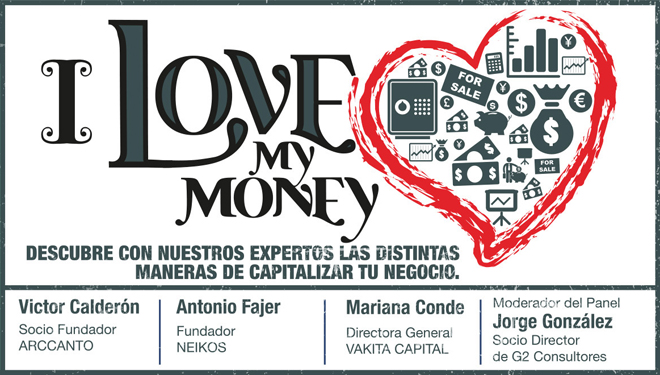 I LOVE
MY
MONEY
FOR
SALE
FOR
SALE
DESCUBRE CON NUESTROS EXPERTOS LAS DISTINTAS
MANERAS DE CAPITALIZAR TU NEGOCIO.
Victor Calderón
Socio Fundador
ARCCANTO
Antonio Fajer
Fundador
NEIKOS
Mariana Conde
Directora General
VAKITA CAPITAL
Moderador del Panel
Jorge González
Socio Director
de G2 Consultores